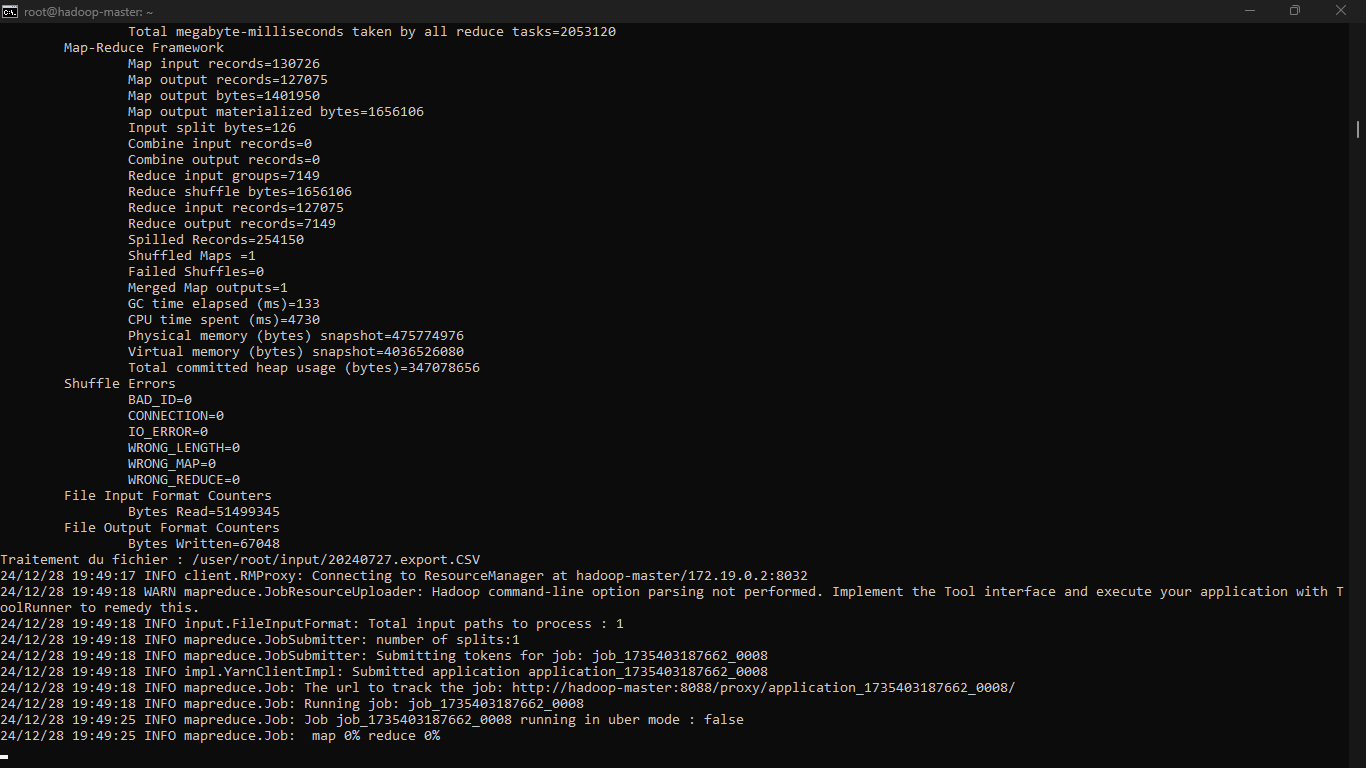 root@hadoop-master: ~
Total megabyte-milliseconds taken by all reduce tasks=2053120
Map-Reduce Framework
Map input records=130726
Map output records=127075
Map output bytes=1401950
Map output materialized bytes=1656106
Input split bytes=126
Combine input records=0
Combine output records=0
Reduce input groups=7149
Reduce shuffle bytes=1656106
Reduce input records=127075
Reduce output records=7149
Spilled Records=254150
Shuffled Maps =1
Failed Shuffles=0
Merged Map outputs=1
GC time elapsed (ms)=133
CPU time spent (ms)=4730
Physical memory (bytes) snapshot=475774976
Virtual memory (bytes) snapshot=4036526080
Total committed heap usage (bytes)=347078656
Shuffle Errors
BAD_ID=0
CONNECTION=0
IO_ERROR=0
WRONG_LENGTH=0
WRONG_MAP=0
WRONG_REDUCE=0
File Input Format Counters
Bytes Read=51499345
File Output Format Counters
Bytes Written=67048
Traitement du fichier : /user/root/input/20240727.export.CSV
24/12/28 19:49:17 INFO client.RMProxy: Connecting to ResourceManager at hadoop-master/172.19.0.2:8032
24/12/28 19:49:18 WARN mapreduce.JobResourceUploader: Hadoop command-line option parsing not performed. Implement the Tool interface and execute your application with T
oolRunner to remedy this.
24/12/28 19:49:18 INFO input.FileInputFormat: Total input paths to process : 1
24/12/28 19:49:18 INFO mapreduce.JobSubmitter: number of splits:1
24/12/28 19:49:18 INFO mapreduce.JobSubmitter: Submitting tokens for job: job_1735403187662_0008
24/12/28 19:49:18 INFO impl.YarnClientImpl: Submitted application application_1735403187662_0008
24/12/28 19:49:18 INFO mapreduce.Job: The url to track the job: http://hadoop-master:8088/proxy/application_1735403187662_0008/
24/12/28 19:49:18 INFO mapreduce.Job: Running job: job_1735403187662_0008
24/12/28 19:49:25 INFO mapreduce.Job: Job job_1735403187662_0008 running in uber mode : false
24/12/28 19:49:25 INFO mapreduce.Job:  map 0% reduce 0%